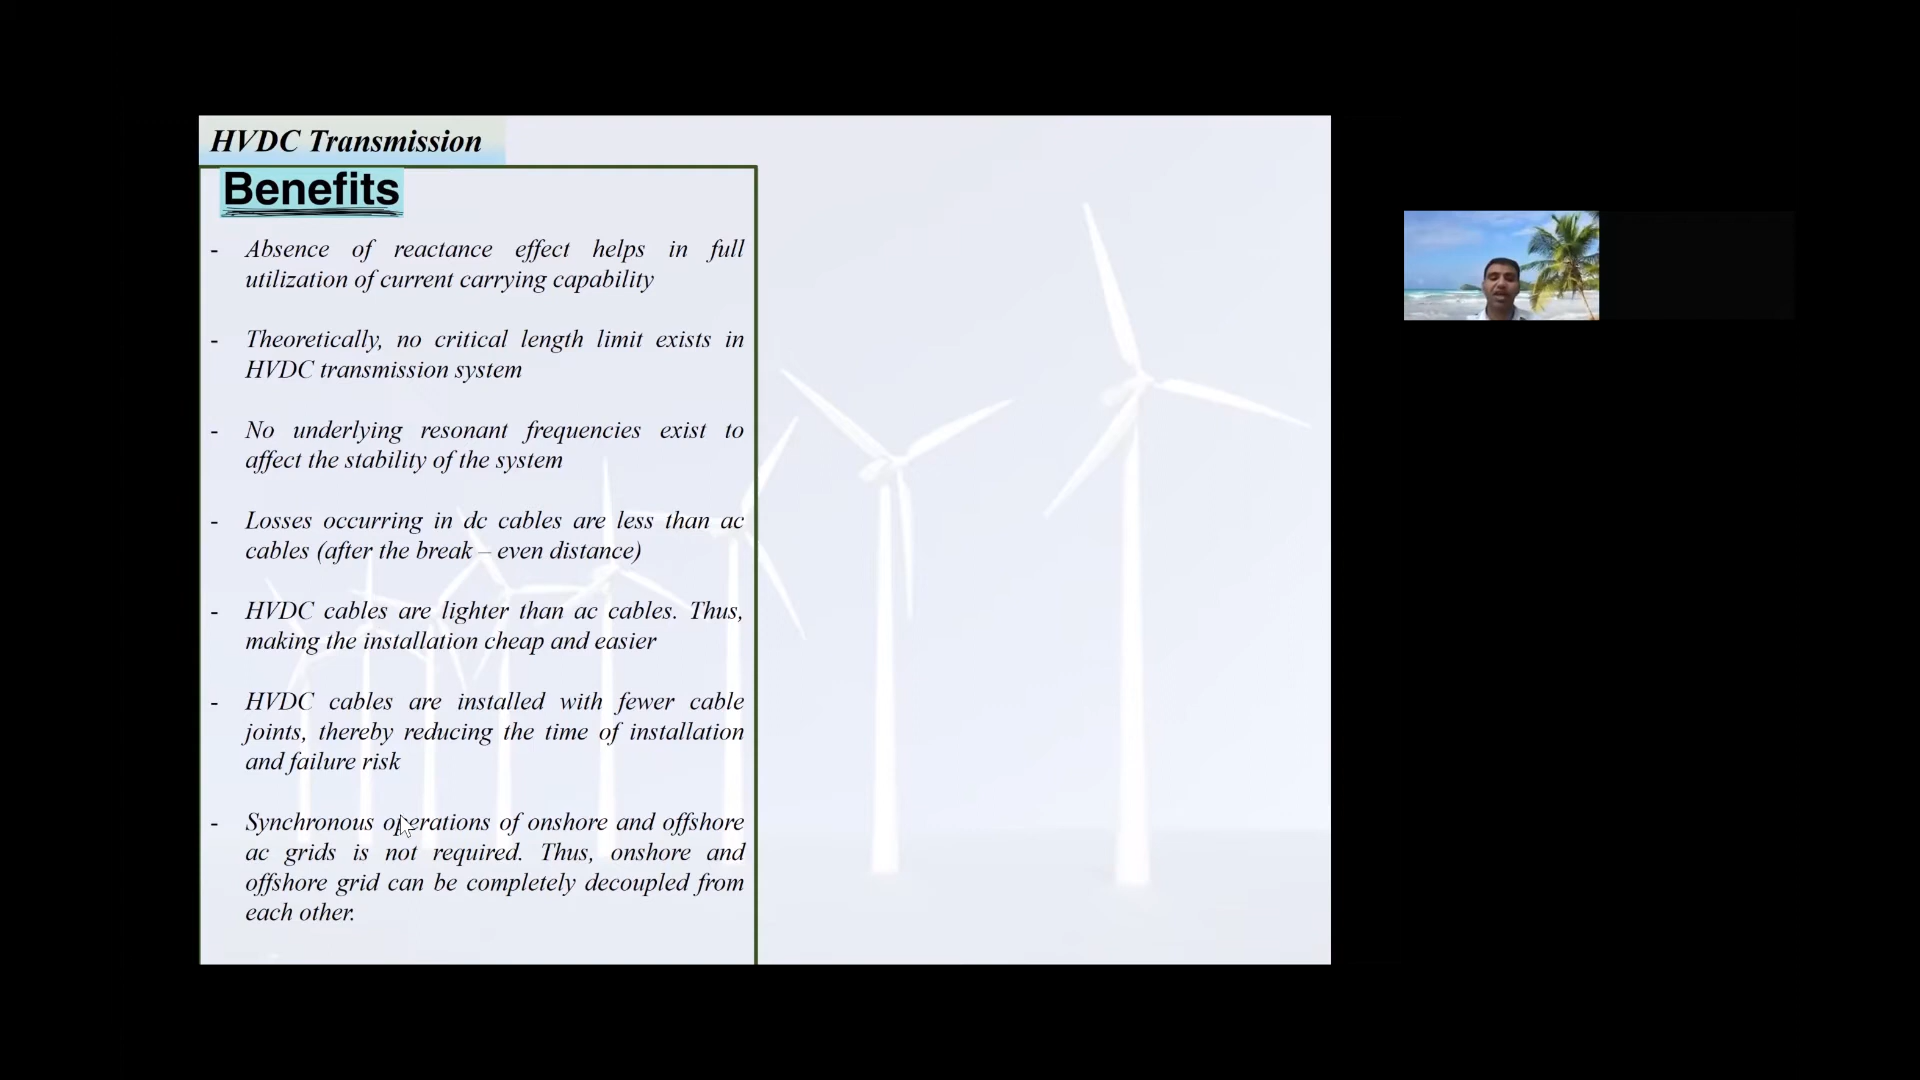 HVDC Transmission
Benefits
- Absence of reactance effect helps in full
utilization of current carrying capability
- Theoretically, no critical length limit exists in
HVDC transmission system
- No underlying resonant frequencies exist to
affect the stability of the system
- Losses occurring in dc cables are less than ac
cables (after the break – even distance)
- HVDC cables are lighter than ac cables. Thus,
making the installation cheap and easier
- HVDC cables are installed with fewer cable
joints, thereby reducing the time of installation
and failure risk
- Synchronous operations of onshore and offshore
ac grids is not required. Thus, onshore and
offshore grid can be completely decoupled from
each other.